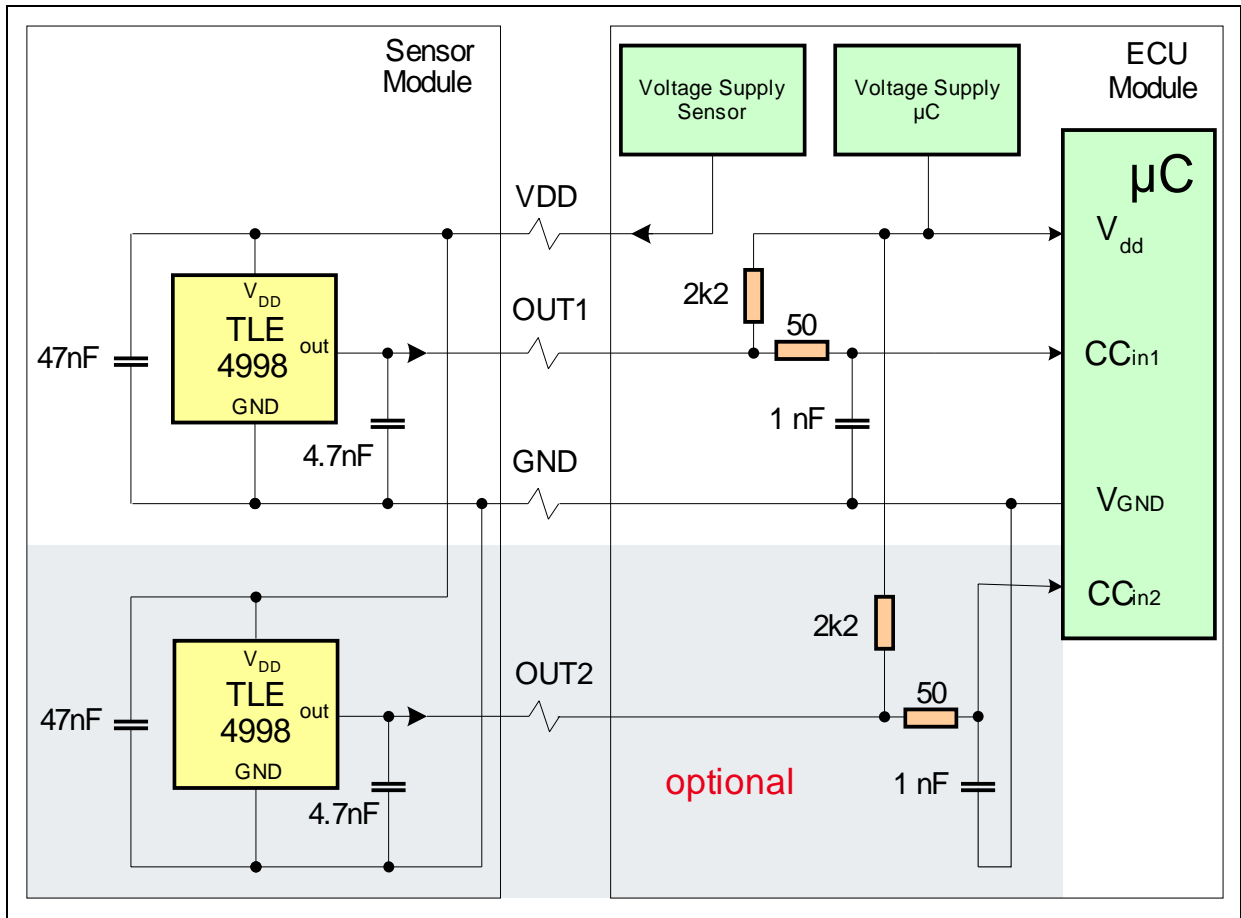 Sensor
Module
ECU
Module
Voltage Supply
Sensor
Voltage Supply
µC
µC
VDD
Vdd
VDD
TLE
4998
out
GND
47nF
4.7nF
OUT1
2k2
50
CCin1
1 nF
GND
VGND
CCin2
VDD
TLE
4998
out
GND
47nF
4.7nF
OUT2
2k2
50
1 nF
optional